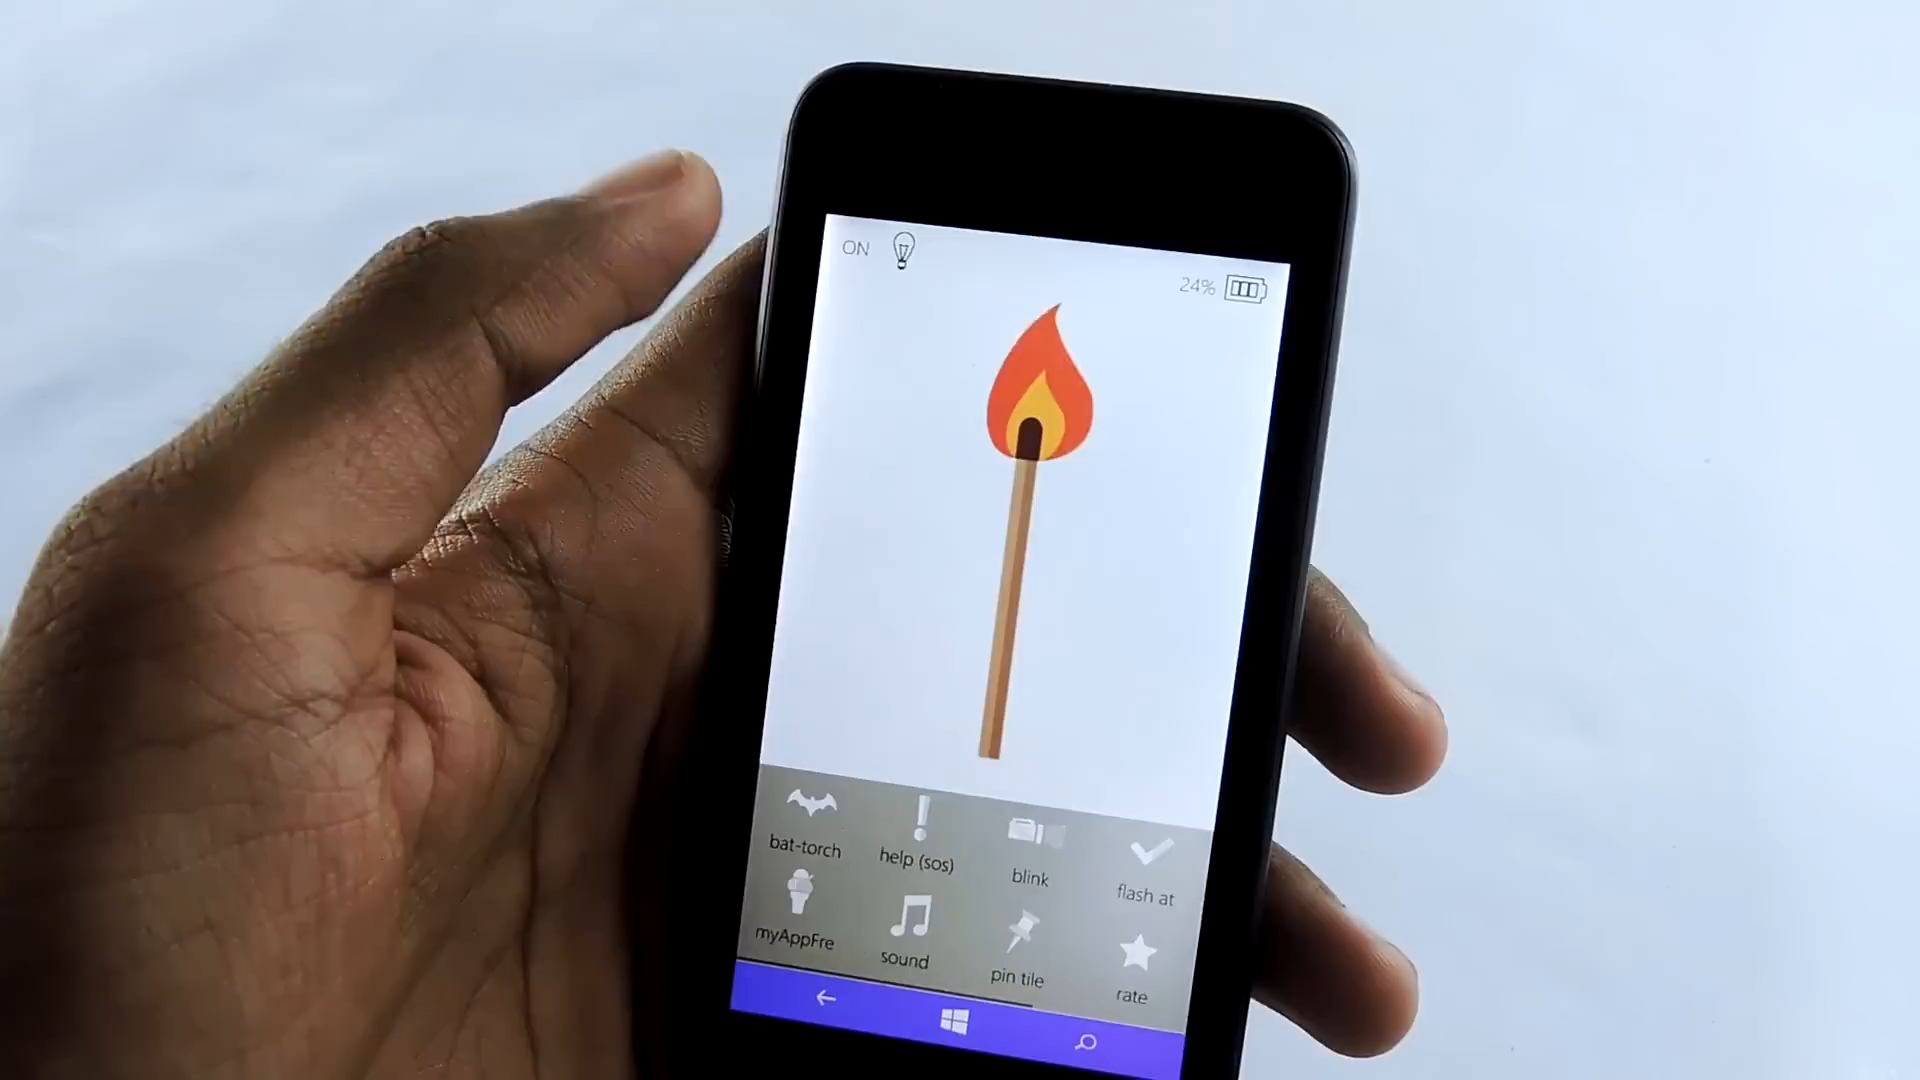 ON
24%
bat-torch
help (sos)
blink
flash at
myAppFre
sound
pin tile
rate